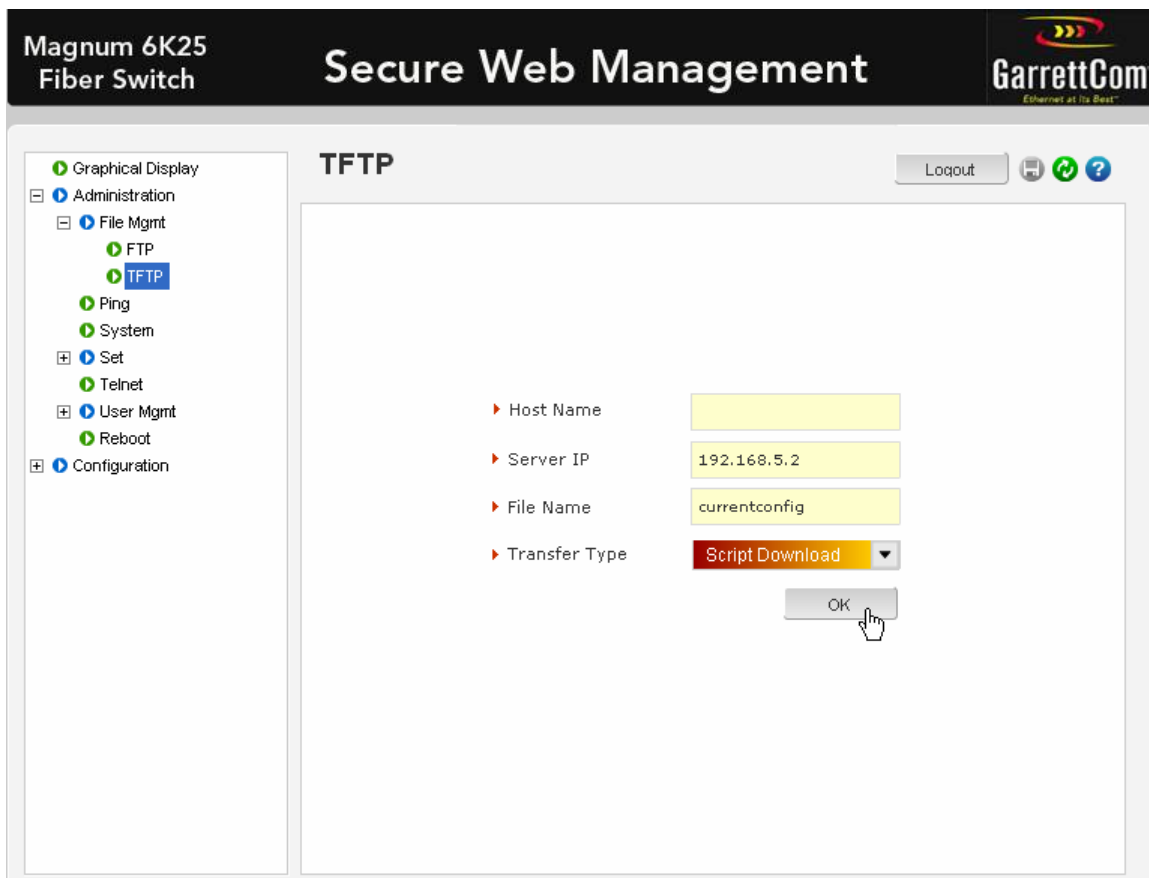 Magnum 6K25
Fiber Switch
Secure Web Management
GarrettCom
Ethernet at its Best™
Graphical Display
Administration
File Mgmt
FTP
TFTP
Ping
System
Set
Telnet
User Mgmt
Reboot
Configuration
TFTP
Logout
?
Host Name
Server IP
192.168.5.2
File Name
currentconfig
Transfer Type
Script Download
OK